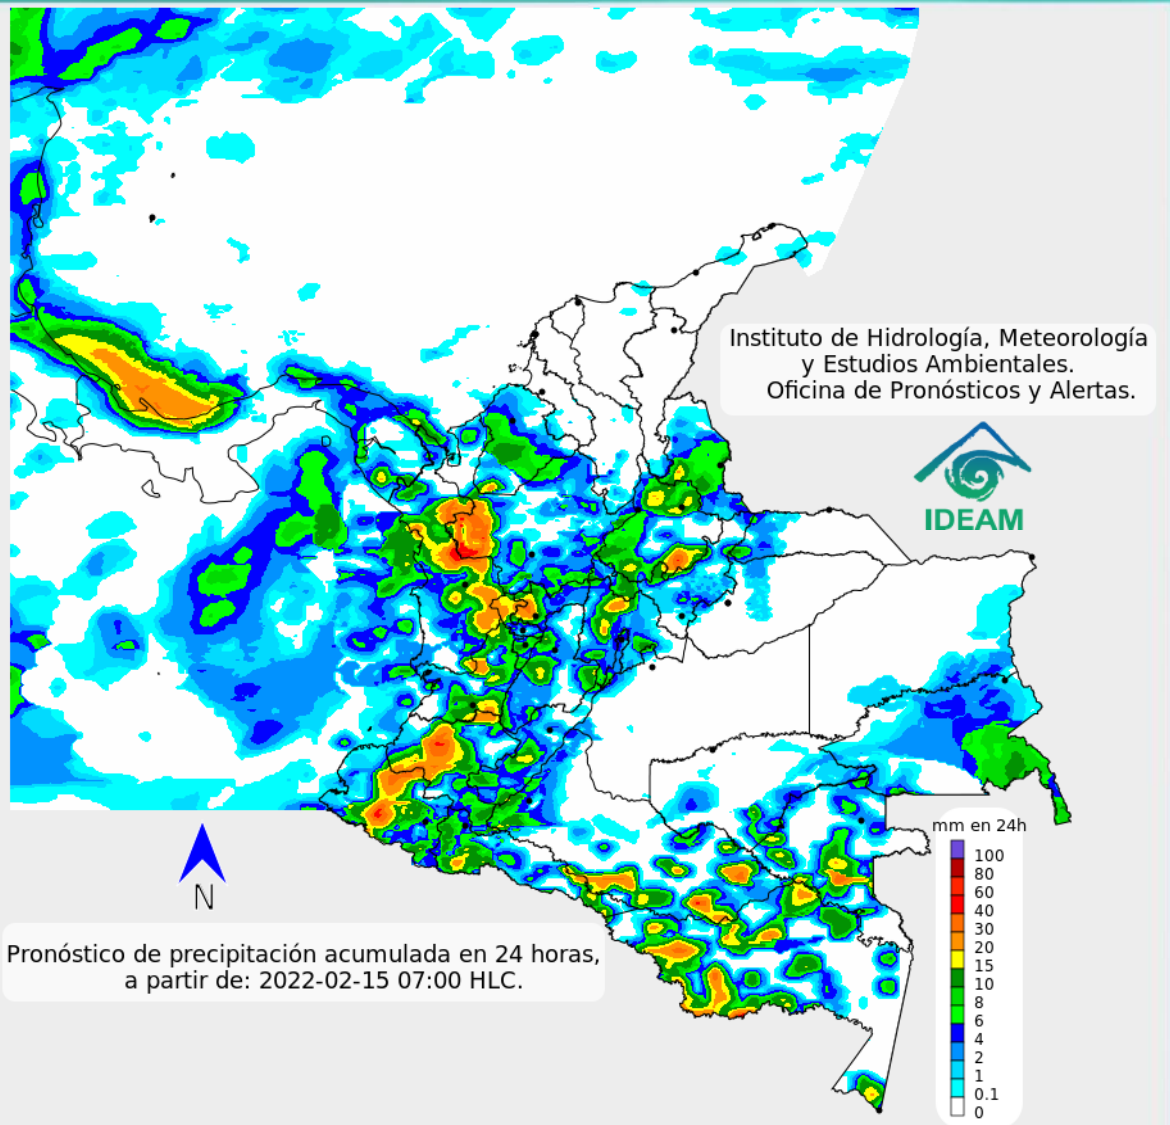 Instituto de Hidrología, Meteorología
y Estudios Ambientales.
Oficina de Pronósticos y Alertas.
IDEAM
mm en 24h
100
80
60
40
30
20
15
10
8
6
4
2
1
0.1
0
N
Pronóstico de precipitación acumulada en 24 horas,
a partir de: 2022-02-15 07:00 HLC.